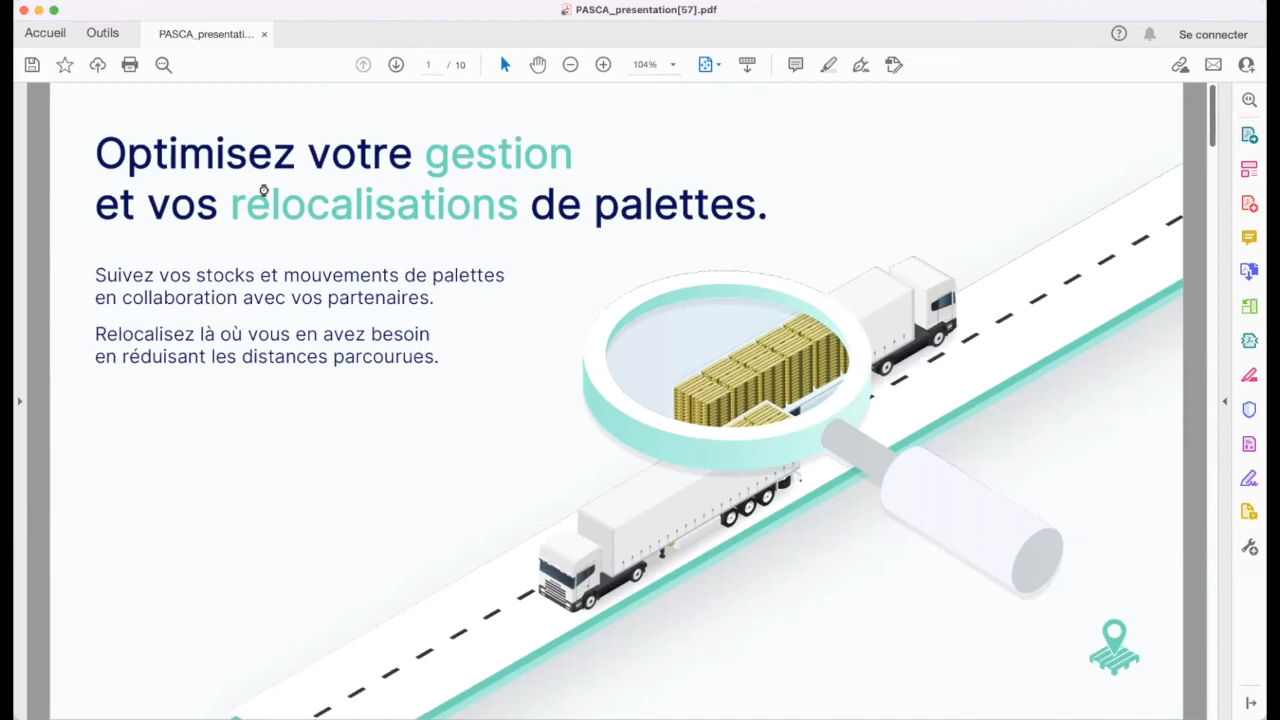 PASCA_presentation[57].pdf
Accueil Outils PASCA_presentati... × Se connecter
1 / 10 104%
Optimisez votre gestion
et vos relocalisations de palettes.
Suivez vos stocks et mouvements de palettes
en collaboration avec vos partenaires.
Relocalisez là où vous en avez besoin
en réduisant les distances parcourues.